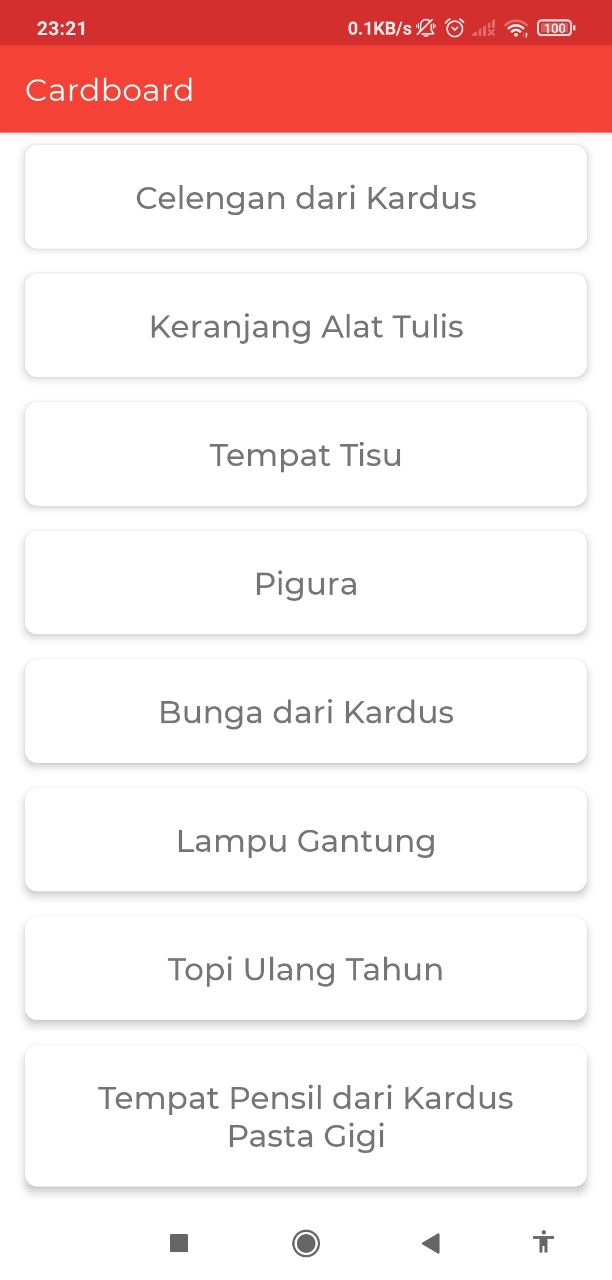 23:21
0.1KB/s
100
Cardboard
Celengan dari Kardus
Keranjang Alat Tulis
Tempat Tisu
Pigura
Bunga dari Kardus
Lampu Gantung
Topi Ulang Tahun
Tempat Pensil dari Kardus
Pasta Gigi